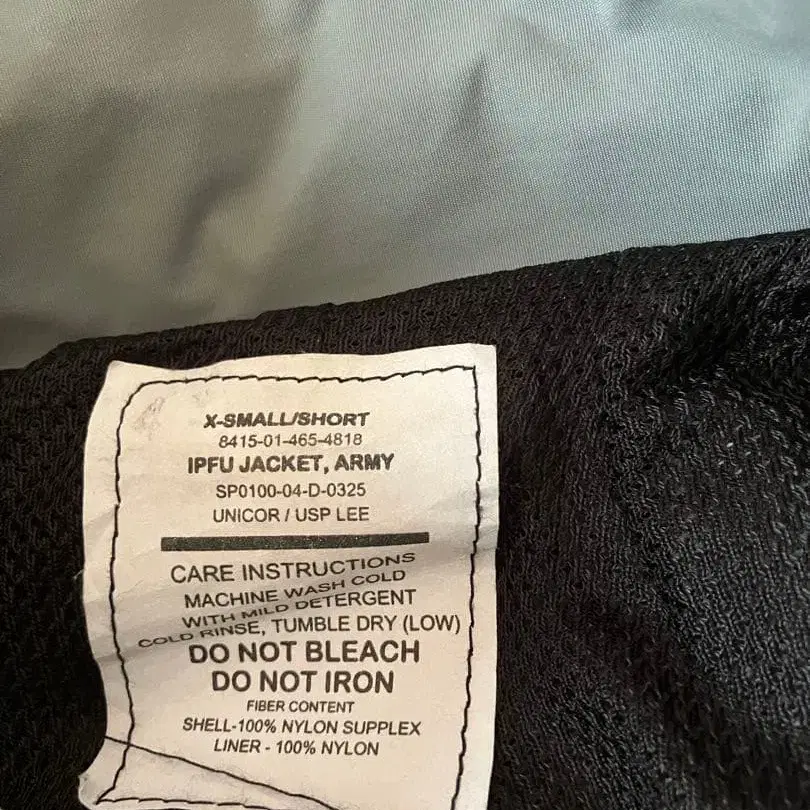 X-SMALL/SHORT
8415-01-465-4818
IPFU JACKET, ARMY
SP0100-04-D-0325
UNICOR / USP LEE
CARE INSTRUCTIONS
MACHINE WASH COLD
WITH MILD DETERGENT
COLD RINSE, TUMBLE DRY (LOW)
DO NOT BLEACH
DO NOT IRON
FIBER CONTENT
SHELL-100% NYLON SUPPLEX
LINER - 100% NYLON